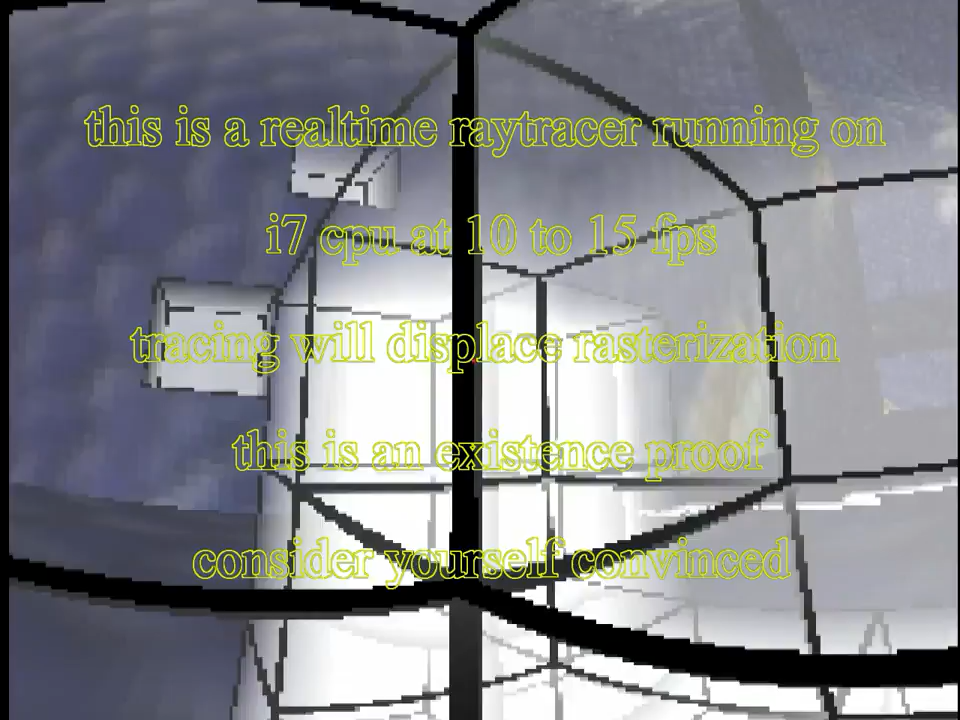 this is a realtime raytracer running on
i7 cpu at 10 to 15 fps
tracing will displace rasterization
this is an existence proof
consider yourself convinced